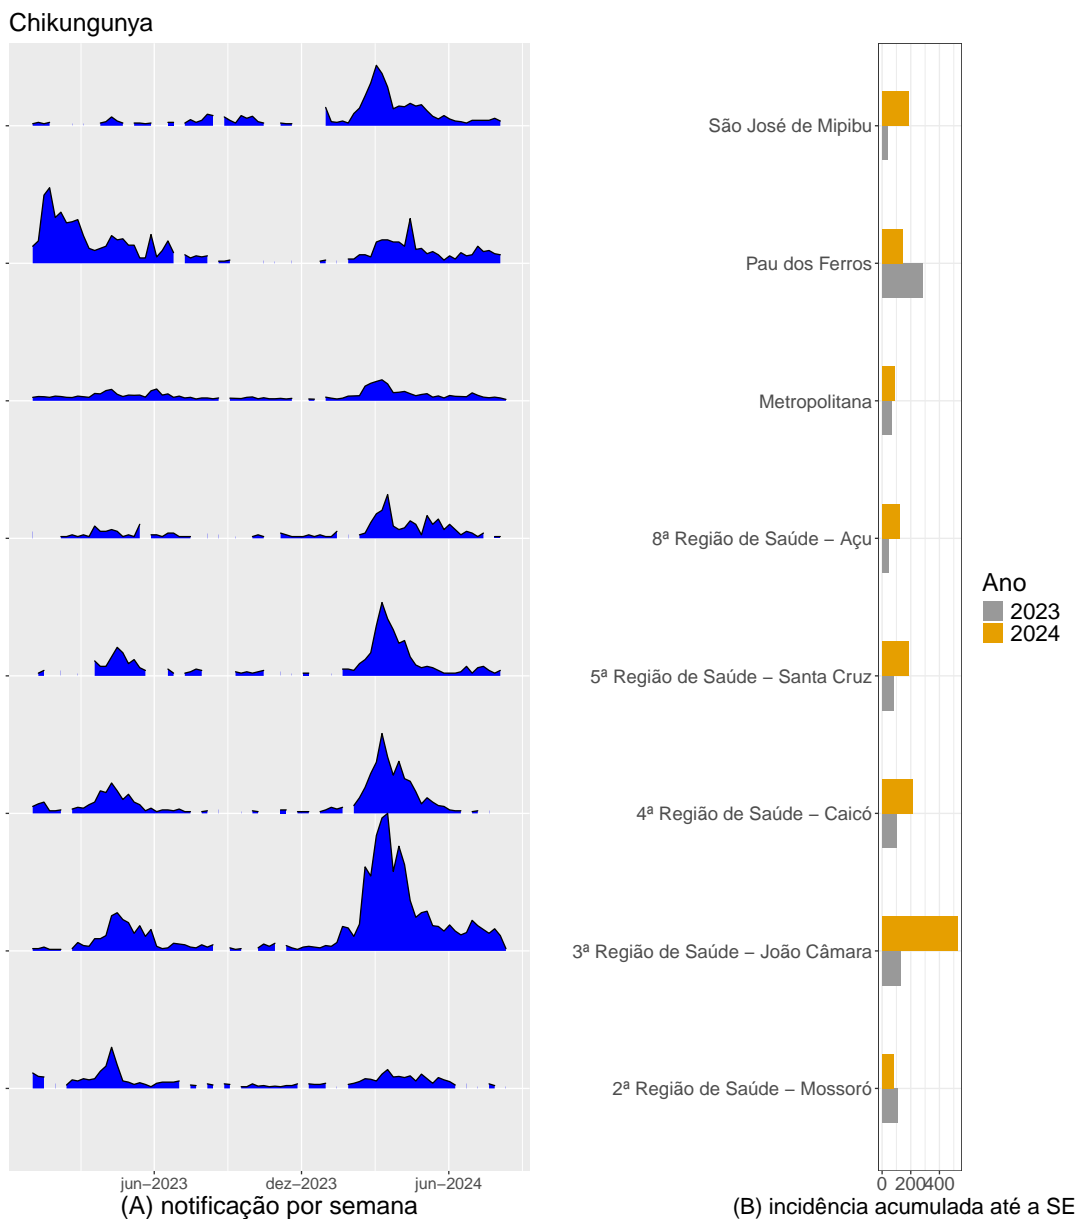 Chikungunya
São José de Mipibu
Pau dos Ferros
Metropolitana
8ª Região de Saúde – Açu
5ª Região de Saúde – Santa Cruz
4ª Região de Saúde – Caicó
3ª Região de Saúde – João Câmara
2ª Região de Saúde – Mossoró
Ano
2023
2024
jun–2023 dez–2023 jun–2024
0 200 400
(A) notificação por semana
(B) incidência acumulada até a SE